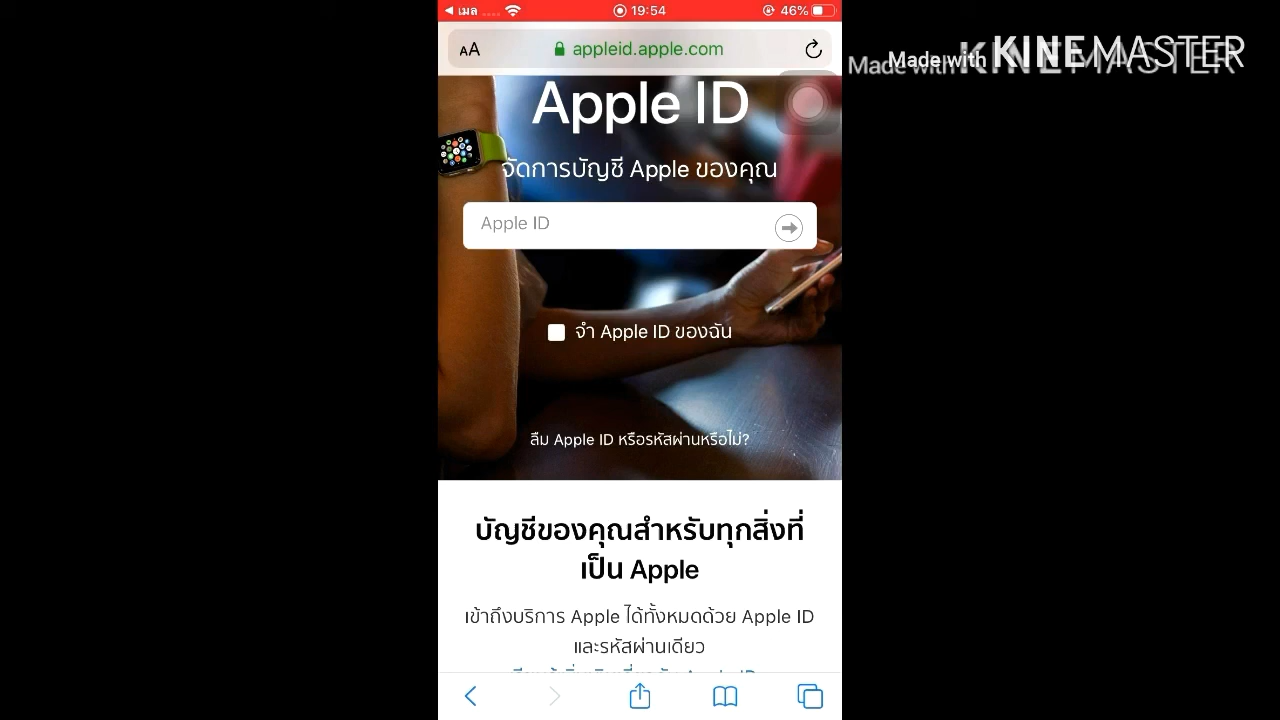 เมล
19:54
46%
AA
appleid.apple.com
Made with KINEMASTER
Made with KINEMASTER
Apple ID
จัดการบัญชี Apple ของคุณ
Apple ID
จำ Apple ID ของฉัน
ลืม Apple ID หรือรหัสผ่านหรือไม่?
บัญชีของคุณสำหรับทุกสิ่งที่
เป็น Apple
เข้าถึงบริการ Apple ได้ทั้งหมดด้วย Apple ID
และรหัสผ่านเดียว